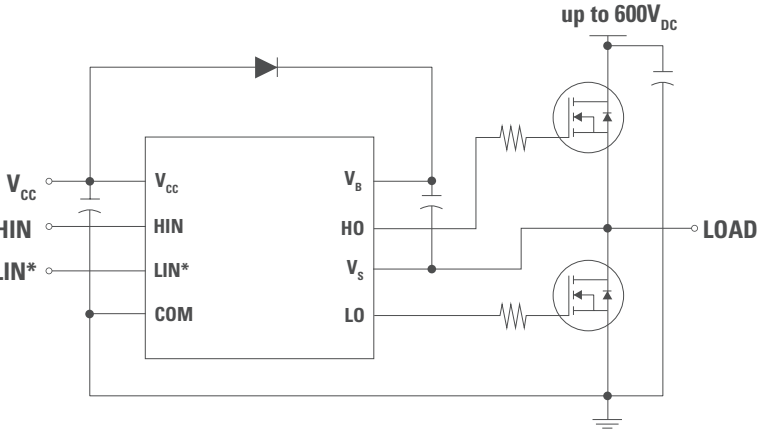 up to 600V_DC
V_CC
HIN
LIN*
V_CC
HIN
LIN*
COM
V_B
HO
V_S
LO
LOAD